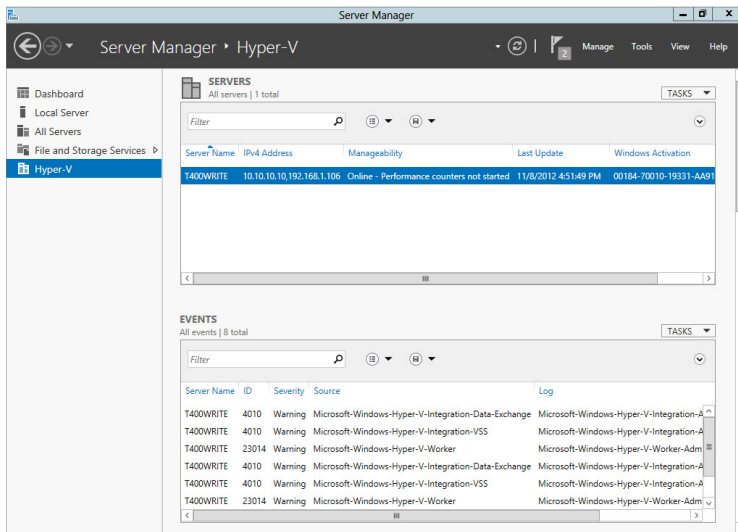 Server Manager
Server Manager • Hyper-V
2
Manage Tools View Help
Dashboard
Local Server
All Servers
File and Storage Services
Hyper-V
SERVERS
All servers | 1 total
TASKS
Filter
Server Name IPv4 Address Manageability Last Update Windows Activation
T400WRITE 10.10.10.10,192.168.1.106 Online - Performance counters not started 11/8/2012 4:51:49 PM 00184-70010-19331-AA91
EVENTS
All events | 8 total
TASKS
Filter
Server Name ID Severity Source Log
T400WRITE 4010 Warning Microsoft-Windows-Hyper-V-Integration-Data-Exchange Microsoft-Windows-Hyper-V-Integration-A
T400WRITE 4010 Warning Microsoft-Windows-Hyper-V-Integration-VSS Microsoft-Windows-Hyper-V-Integration-A
T400WRITE 23014 Warning Microsoft-Windows-Hyper-V-Worker Microsoft-Windows-Hyper-V-Worker-Adm
T400WRITE 4010 Warning Microsoft-Windows-Hyper-V-Integration-Data-Exchange Microsoft-Windows-Hyper-V-Integration-A
T400WRITE 4010 Warning Microsoft-Windows-Hyper-V-Integration-VSS Microsoft-Windows-Hyper-V-Integration-A
T400WRITE 23014 Warning Microsoft-Windows-Hyper-V-Worker Microsoft-Windows-Hyper-V-Worker-Adm